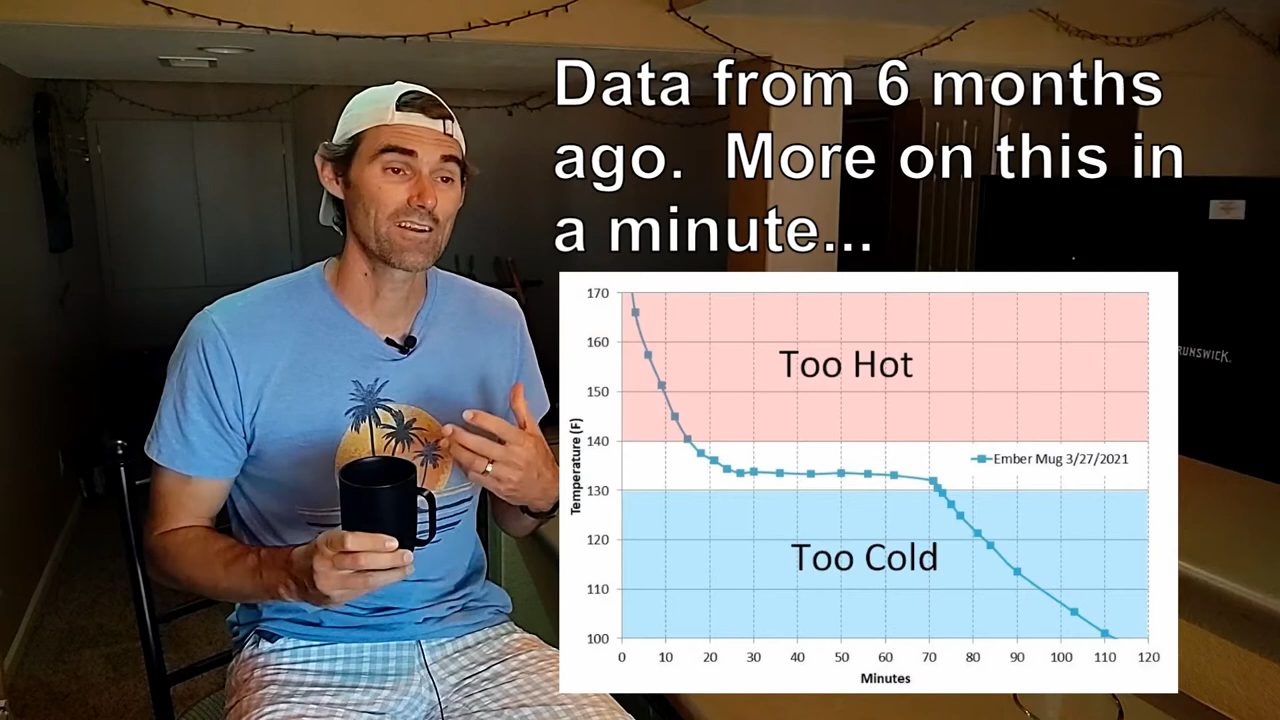 Data from 6 months
ago. More on this in
a minute...
RUNSWICK.
170
160
150
140
130
120
110
100
Temperature (F)
Too Hot
Ember Mug 3/27/2021
Too Cold
0 10 20 30 40 50 60 70 80 90 100 110 120
Minutes